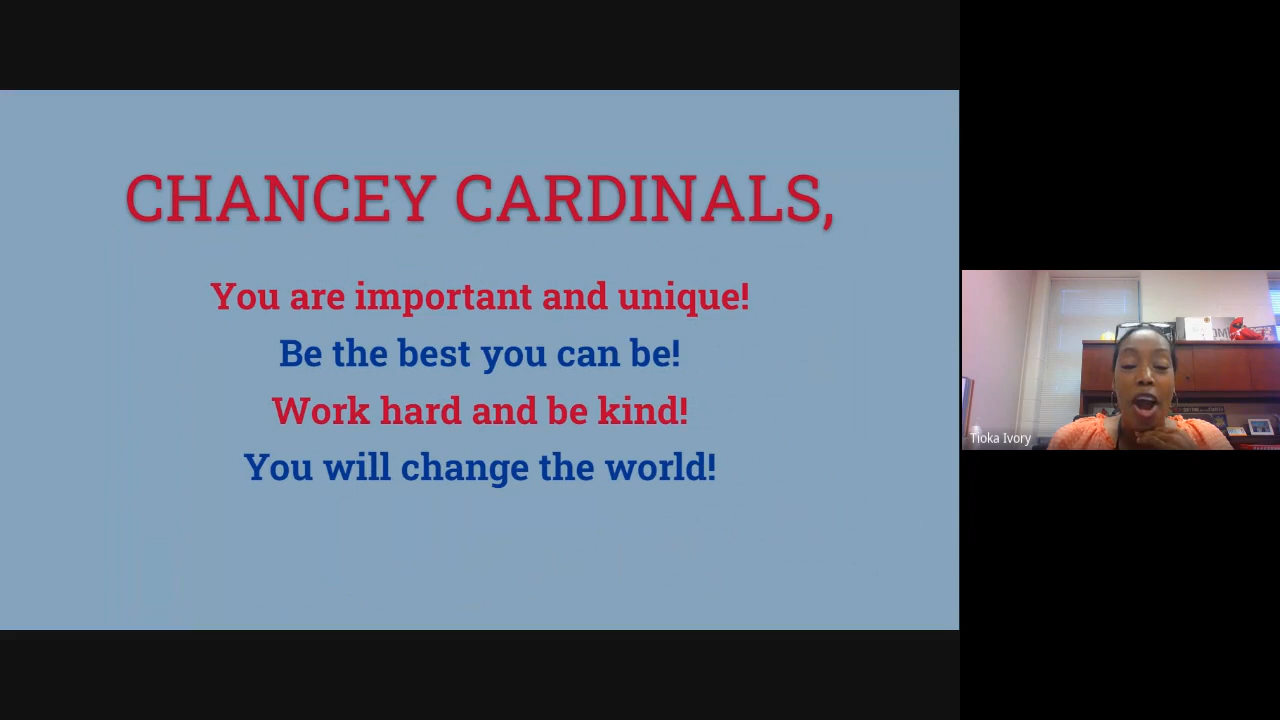 CHANCEY CARDINALS,
You are important and unique!
Be the best you can be!
Work hard and be kind!
You will change the world!
Tioka Ivory